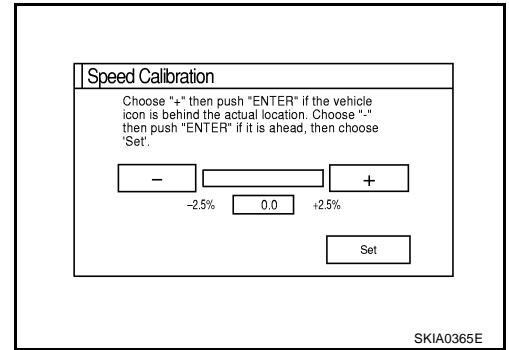 Speed Calibration
Choose "+" then push "ENTER" if the vehicle
icon is behind the actual location. Choose "-"
then push "ENTER" if it is ahead, then choose
'Set'.
− +
−2.5% 0.0 +2.5%
Set
SKIA0365E